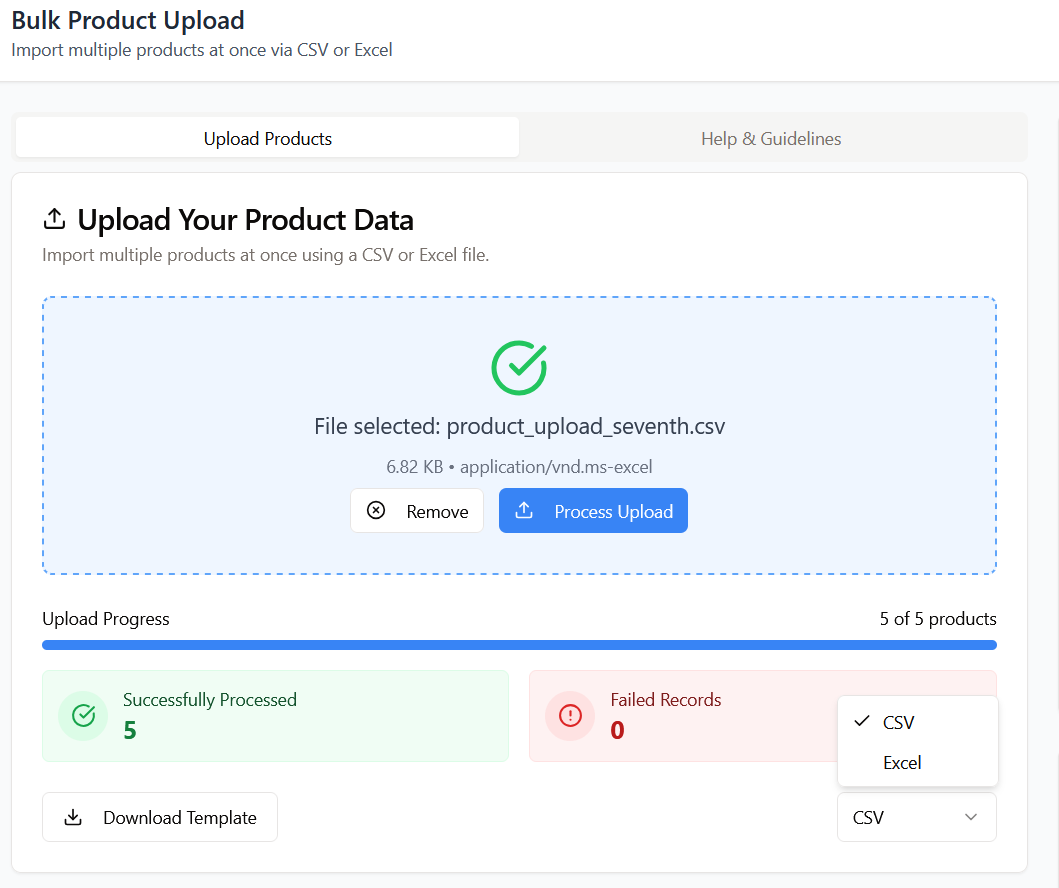 Bulk Product Upload
Import multiple products at once via CSV or Excel
Upload Products
Help & Guidelines
Upload Your Product Data
Import multiple products at once using a CSV or Excel file.
File selected: product_upload_seventh.csv
6.82 KB • application/vnd.ms-excel
Remove
Process Upload
Upload Progress
5 of 5 products
Successfully Processed
5
Failed Records
0
CSV
Excel
Download Template
CSV